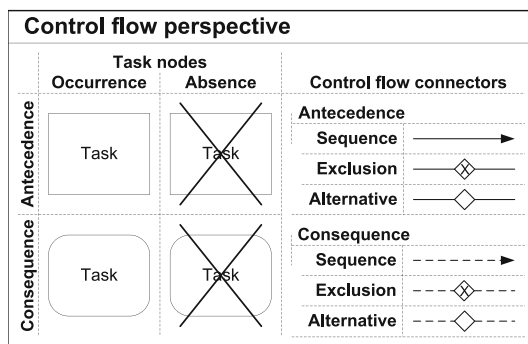 Control flow perspective
Task nodes
Occurrence Absence
Control flow connectors
Antecedence
Task
Task
Antecedence
Sequence
Exclusion
X
Alternative
Consequence
Task
Task
Consequence
Sequence
Exclusion
X
Alternative